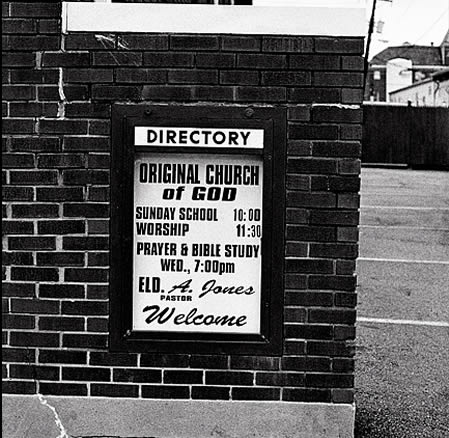 DIRECTORY
ORIGINAL CHURCH
of GOD
SUNDAY SCHOOL 10:00
WORSHIP 11:30
PRAYER & BIBLE STUDY
WED., 7:00pm
ELD. A. Jones
PASTOR
Welcome